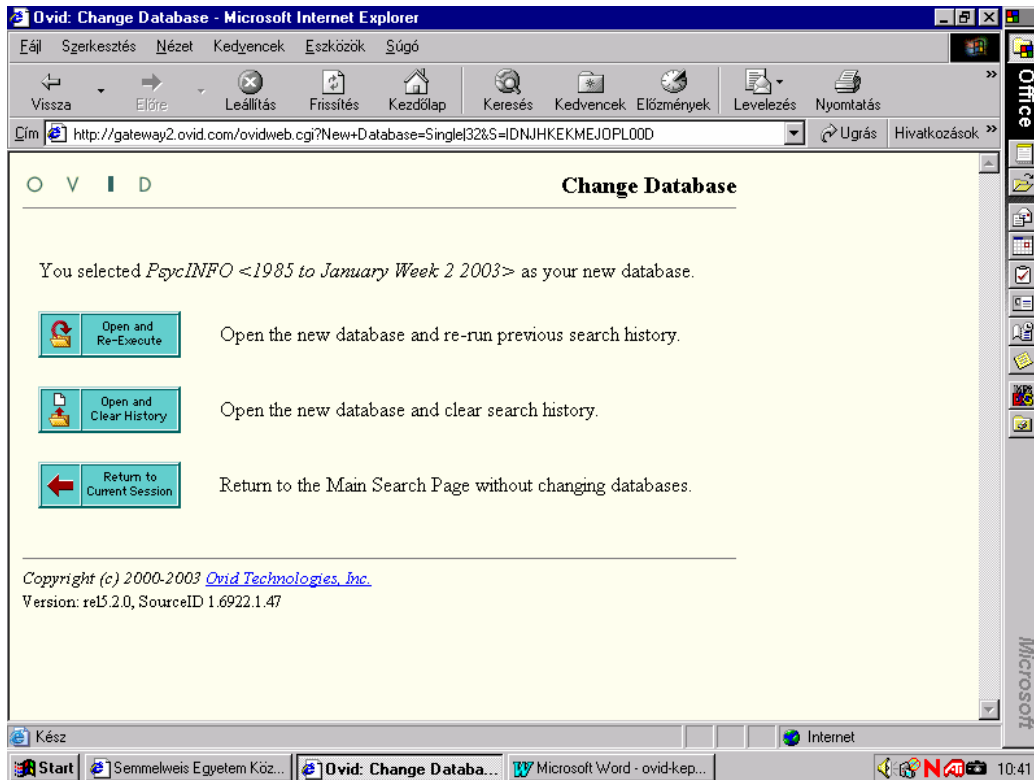 Ovid: Change Database - Microsoft Internet Explorer
Fájl Szerkesztés Nézet Kedvencek Eszközök Súgó
Vissza Előre Leállítás Frissítés Kezdőlap Keresés Kedvencek Előzmények Levelezés Nyomtatás »
Cím http://gateway2.ovid.com/ovidweb.cgi?New+Database=Single|32&S=IDNJHKEKMEJOPL00D Ugrás Hivatkozások »
Office
O V I D
Change Database
You selected PsycINFO <1985 to January Week 2 2003> as your new database.
Open and
Re-Execute
Open the new database and re-run previous search history.
Open and
Clear History
Open the new database and clear search history.
Return to
Current Session
Return to the Main Search Page without changing databases.
Copyright (c) 2000-2003 Ovid Technologies, Inc.
Version: rel5.2.0, SourceID 1.6922.1.47
Microsoft
Kész
Internet
Start Semmelweis Egyetem Köz... Ovid: Change Databa... Microsoft Word - ovid-kep... 10:41